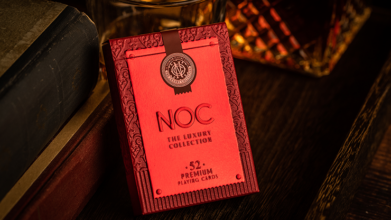 NOC
THE LUXURY
COLLECTION
52
PREMIUM
PLAYING CARDS